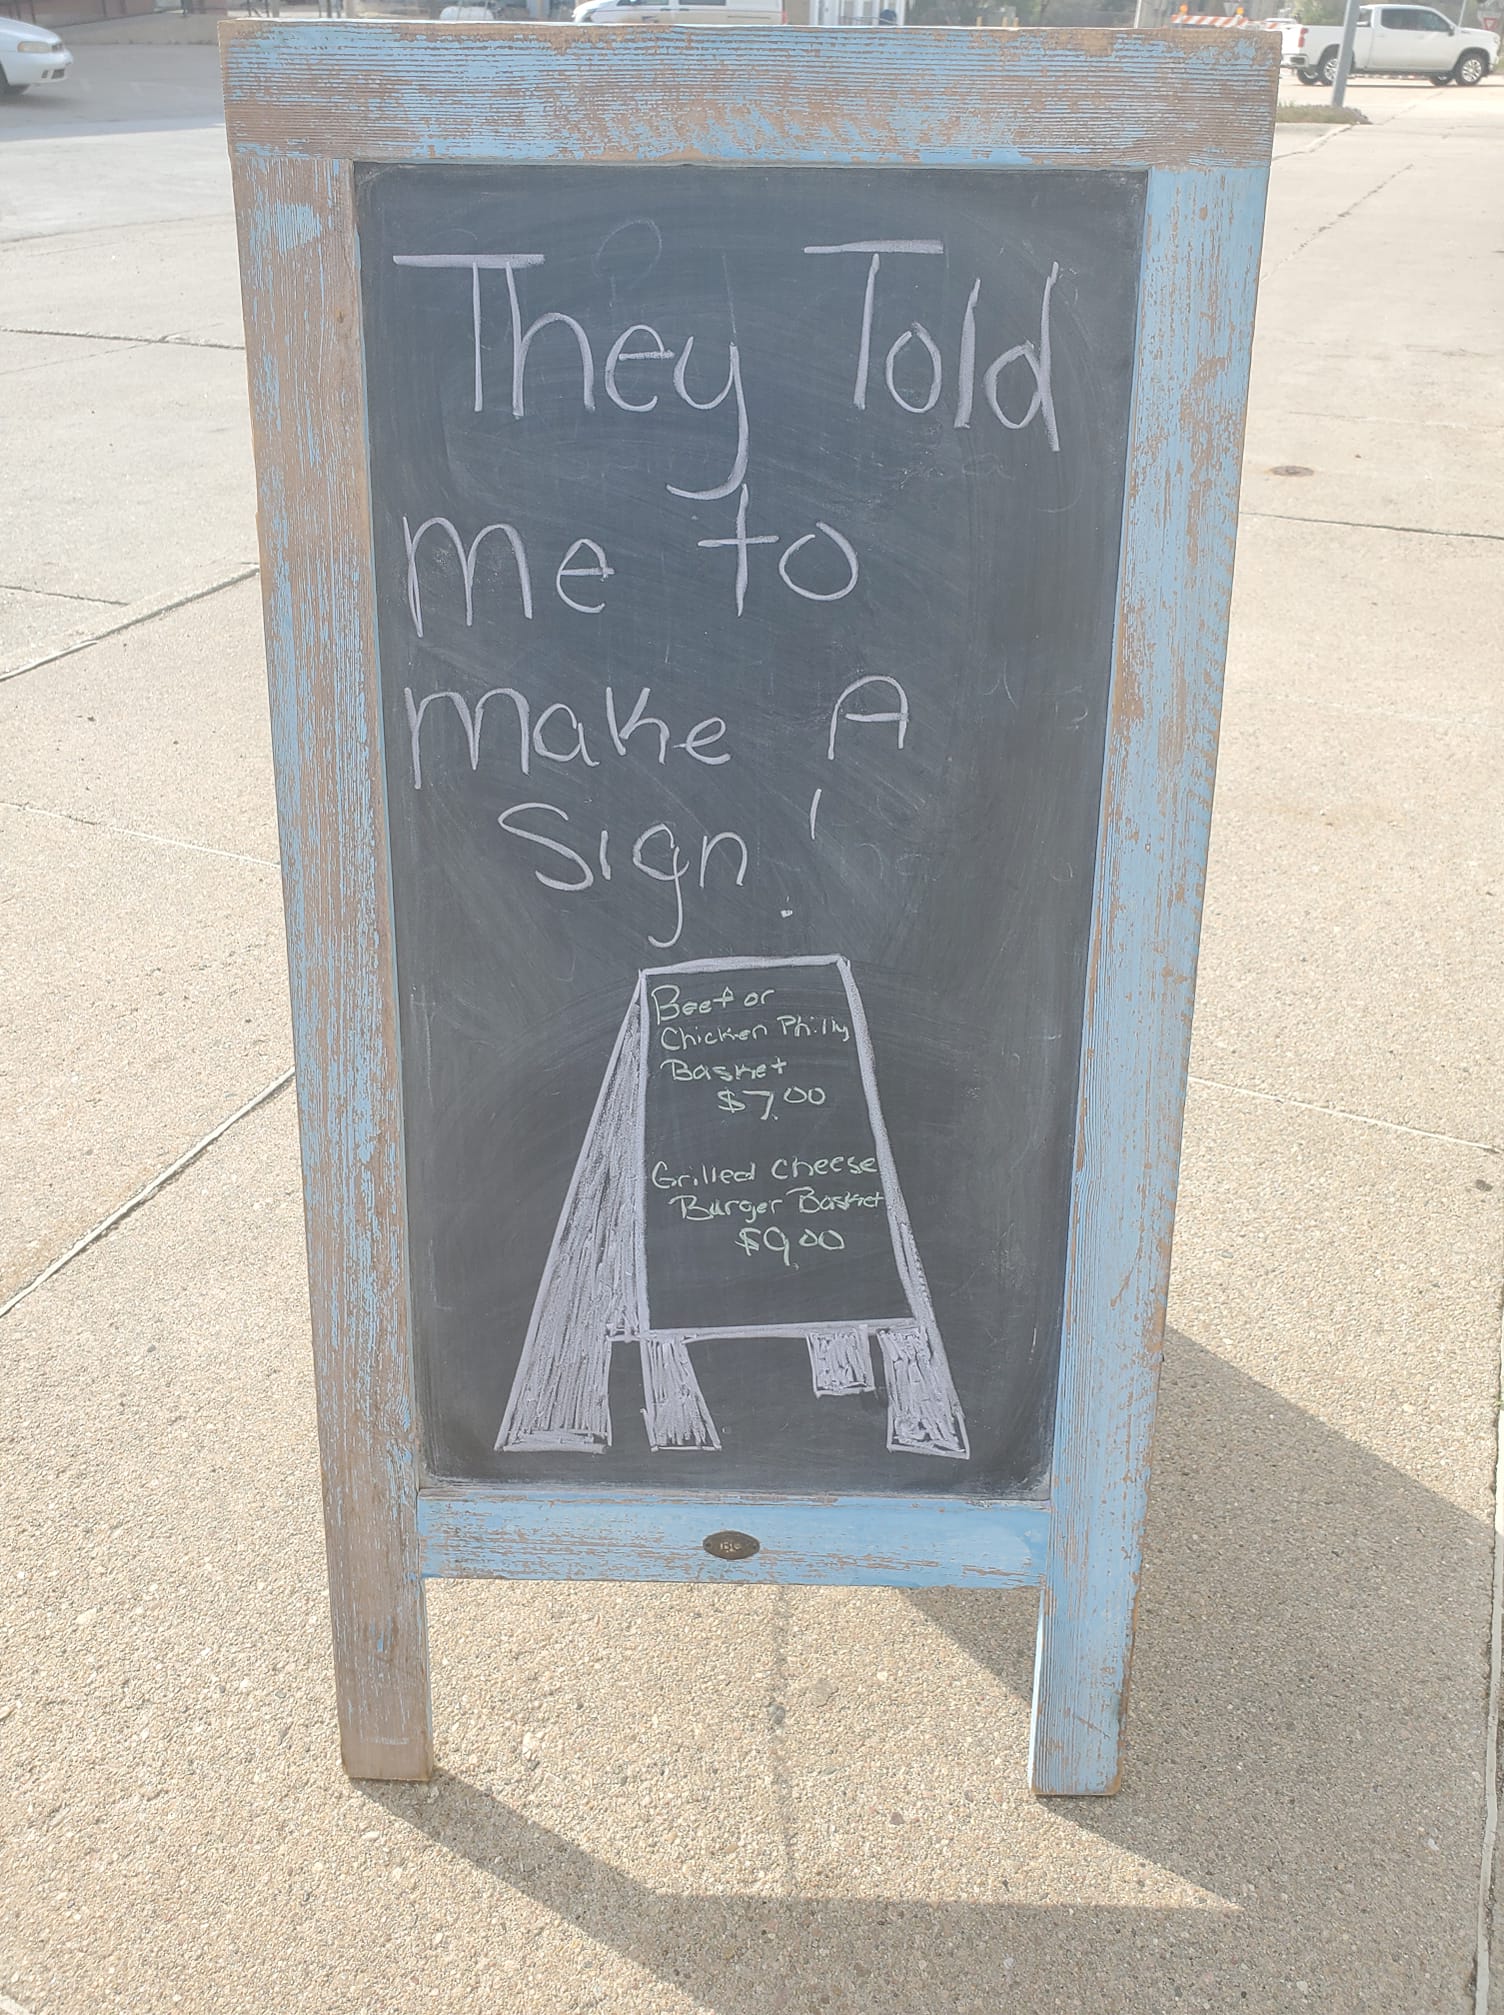 They Told
me to
make A
Sign!
Beef or
Chicken Philly
Basket
$7.00
Grilled Cheese
Burger Basket
$9.00
BC